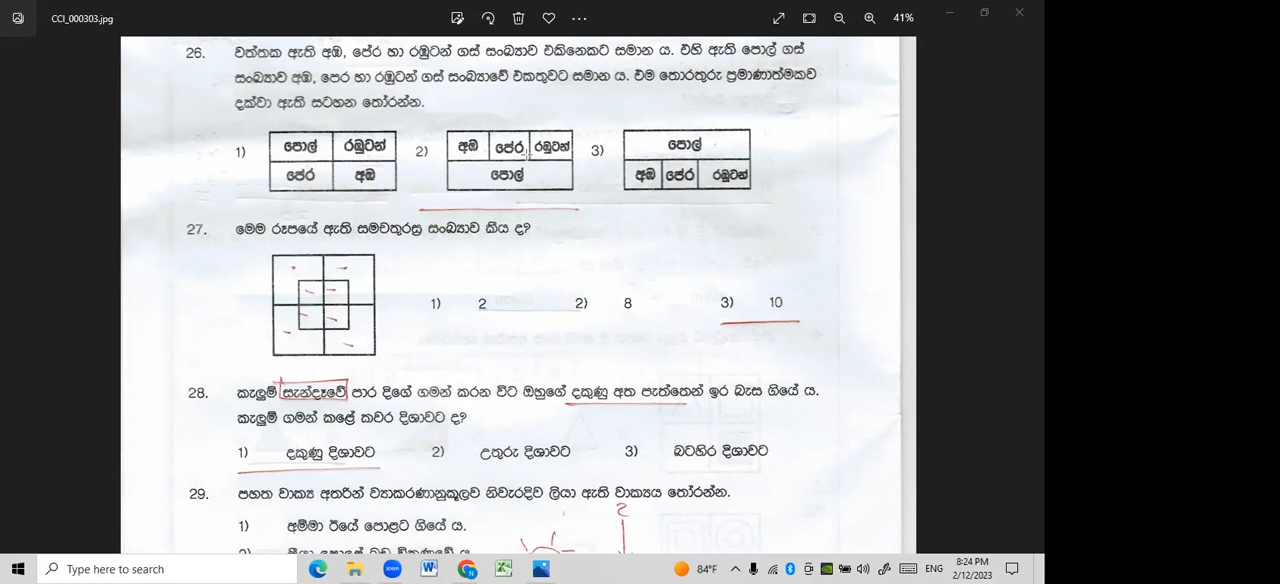 CCI_000303.jpg
41%
26. වත්තක ඇති අඹ, පේර හා රඹුටන් ගස් සංඛ්‍යාව එකිනෙකට සමාන ය. එහි ඇති පොල් ගස්
සංඛ්‍යාව අඹ, පෙර හා රඹුටන් ගස් සංඛ්‍යාවේ එකතුවට සමාන ය. එම තොරතුරු ප්‍රමාණාත්මකව
දක්වා ඇති සටහන තෝරන්න.
1) පොල් රඹුටන් 2) අඹ පේර රඹුටන් 3) පොල්
පේර අඹ පොල් අඹ පේර රඹුටන්
27. මෙම රූපයේ ඇති සමචතුරස්‍ර සංඛ්‍යාව කීය ද?
1) 2 2) 8 3) 10
28. කැලුම් සැන්දෑවේ පාර දිගේ ගමන් කරන විට ඔහුගේ දකුණු අත පැත්තෙන් ඉර බැස ගියේ ය.
කැලුම් ගමන් කළේ කවර දිශාවට ද?
1) දකුණු දිශාවට 2) උතුරු දිශාවට 3) බටහිර දිශාවට
29. පහත වාක්‍ය අතරින් ව්‍යාකරණානුකූලව නිවැරදිව ලියා ඇති වාක්‍යය තෝරන්න.
1) අම්මා ඊයේ පොළට ගියේ ය.
2
Type here to search
84°F
ENG
8:24 PM
2/12/2023